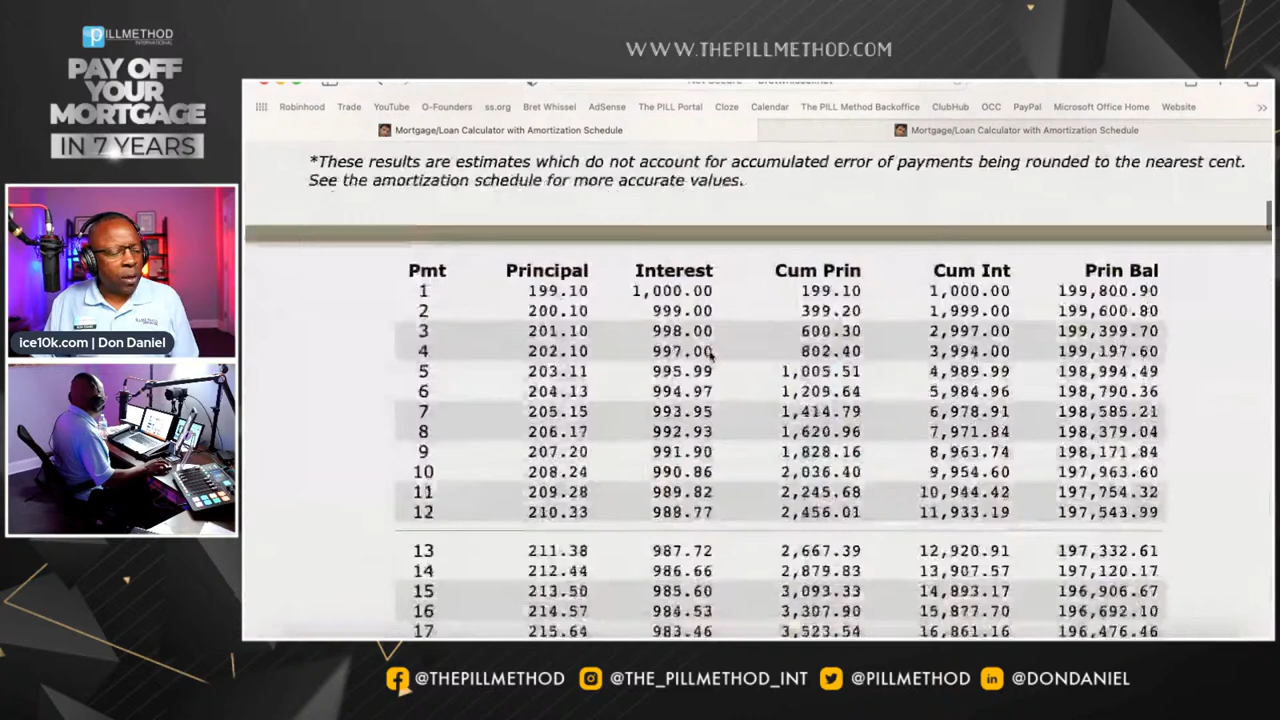 PILLMETHOD
INTERNATIONAL
PAY OFF
YOUR
MORTGAGE
IN 7 YEARS
WWW.THEPILLMETHOD.COM
Robinhood Trade YouTube O-Founders ss.org Bret Whissel AdSense The PILL Portal Cloze Calendar The PILL Method Backoffice ClubHub OCC PayPal Microsoft Office Home Website
Mortgage/Loan Calculator with Amortization Schedule Mortgage/Loan Calculator with Amortization Schedule
*These results are estimates which do not account for accumulated error of payments being rounded to the nearest cent.
See the amortization schedule for more accurate values.
Pmt Principal Interest Cum Prin Cum Int Prin Bal
1 199.10 1,000.00 199.10 1,000.00 199,800.90
2 200.10 999.00 399.20 1,999.00 199,600.80
3 201.10 998.00 600.30 2,997.00 199,399.70
4 202.10 997.00 802.40 3,994.00 199,197.60
5 203.11 995.99 1,005.51 4,989.99 198,994.49
6 204.13 994.97 1,209.64 5,984.96 198,790.36
7 205.15 993.95 1,414.79 6,978.91 198,585.21
8 206.17 992.93 1,620.96 7,971.84 198,379.04
9 207.20 991.90 1,828.16 8,963.74 198,171.84
10 208.24 990.86 2,036.40 9,954.60 197,963.60
11 209.28 989.82 2,245.68 10,944.42 197,754.32
12 210.33 988.77 2,456.01 11,933.19 197,543.99
13 211.38 987.72 2,667.39 12,920.91 197,332.61
14 212.44 986.66 2,879.83 13,907.57 197,120.17
15 213.50 985.60 3,093.33 14,893.17 196,906.67
16 214.57 984.53 3,307.90 15,877.70 196,692.10
17 215.64 983.46 3,523.54 16,861.16 196,476.46
ice10k.com | Don Daniel
@THEPILLMETHOD @THE_PILLMETHOD_INT @PILLMETHOD @DONDANIEL